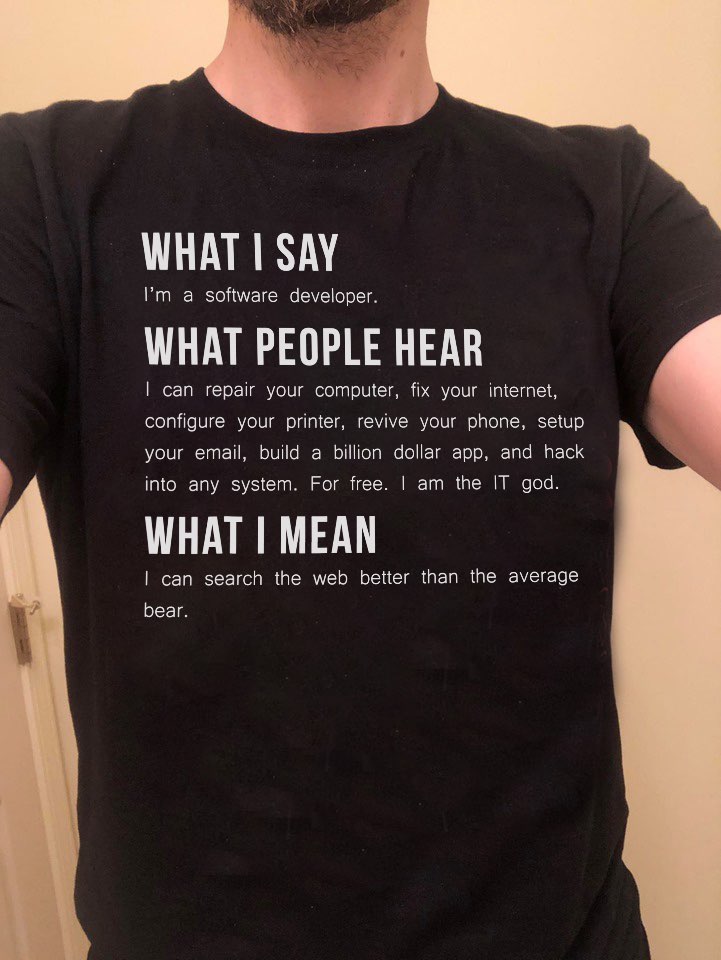 WHAT I SAY
I'm a software developer.
WHAT PEOPLE HEAR
I can repair your computer, fix your internet,
configure your printer, revive your phone, setup
your email, build a billion dollar app, and hack
into any system. For free. I am the IT god.
WHAT I MEAN
I can search the web better than the average
bear.